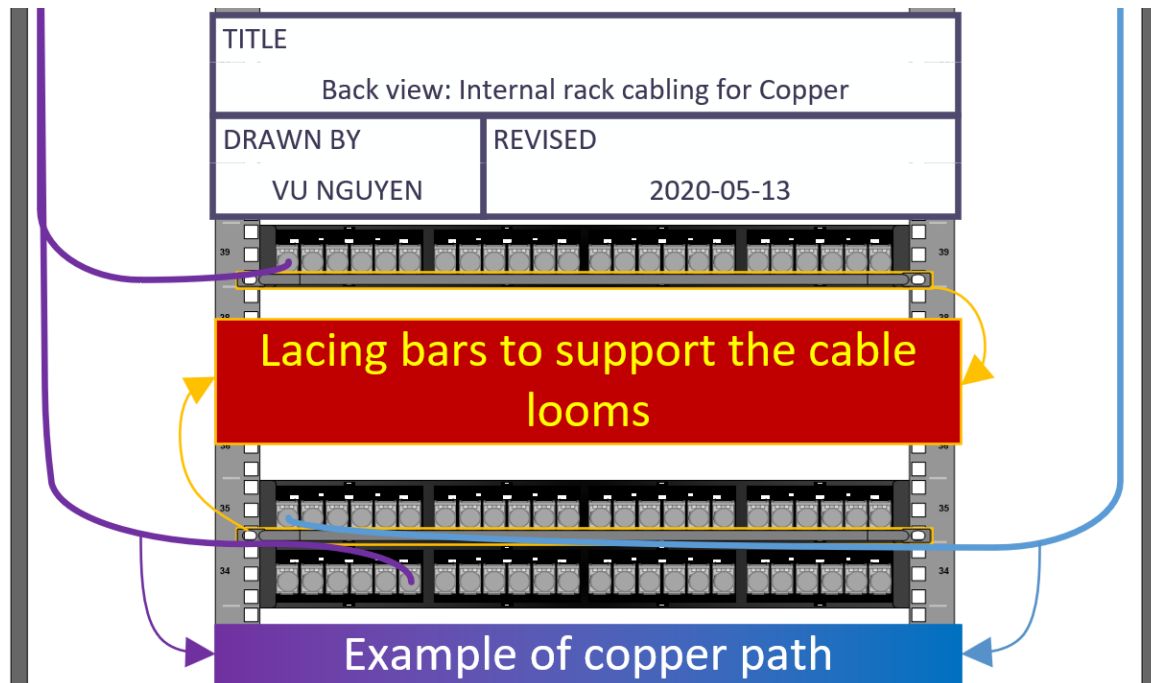 TITLE
Back view: Internal rack cabling for Copper
DRAWN BY
REVISED
VU NGUYEN
2020-05-13
39
39
38
38
Lacing bars to support the cable
looms
36
36
35
35
34
34
Example of copper path